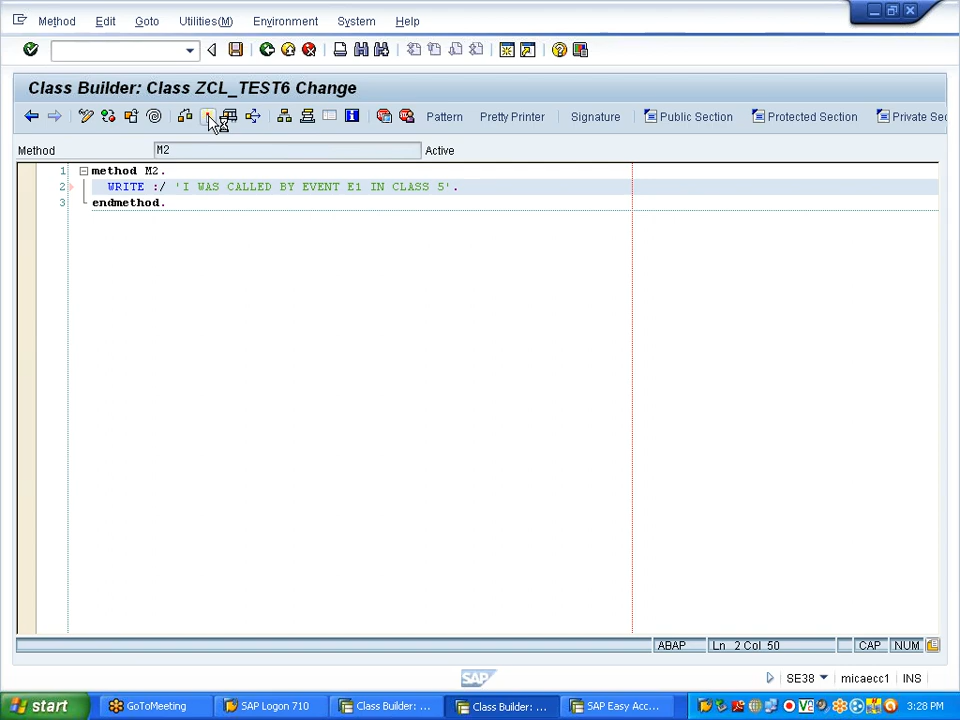 Method Edit Goto Utilities(M) Environment System Help
Class Builder: Class ZCL_TEST6 Change
Pattern Pretty Printer Signature Public Section Protected Section Private Sec
Method M2 Active
1 method M2.
2 WRITE :/ 'I WAS CALLED BY EVENT E1 IN CLASS 5'.
3 endmethod.
ABAP Ln 2 Col 50 CAP NUM
SAP SE38 micaecc1 INS
start GoToMeeting SAP Logon 710 Class Builder: ... Class Builder: ... SAP Easy Acc... 3:28 PM